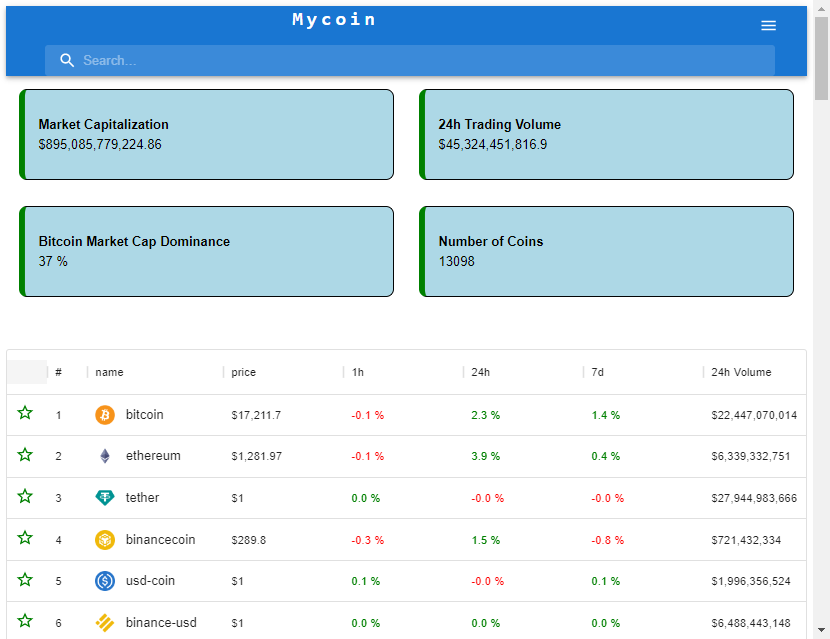 Mycoin
Search...
Market Capitalization
$895,085,779,224.86
24h Trading Volume
$45,324,451,816.9
Bitcoin Market Cap Dominance
37 %
Number of Coins
13098
# name price 1h 24h 7d 24h Volume
1 bitcoin $17,211.7 -0.1 % 2.3 % 1.4 % $22,447,070,014
2 ethereum $1,281.97 -0.1 % 3.9 % 0.4 % $6,339,332,751
3 tether $1 0.0 % -0.0 % -0.0 % $27,944,983,666
4 binancecoin $289.8 -0.3 % 1.5 % -0.8 % $721,432,334
5 usd-coin $1 0.1 % -0.0 % 0.1 % $1,996,356,524
6 binance-usd $1 0.0 % 0.0 % 0.0 % $6,488,443,148